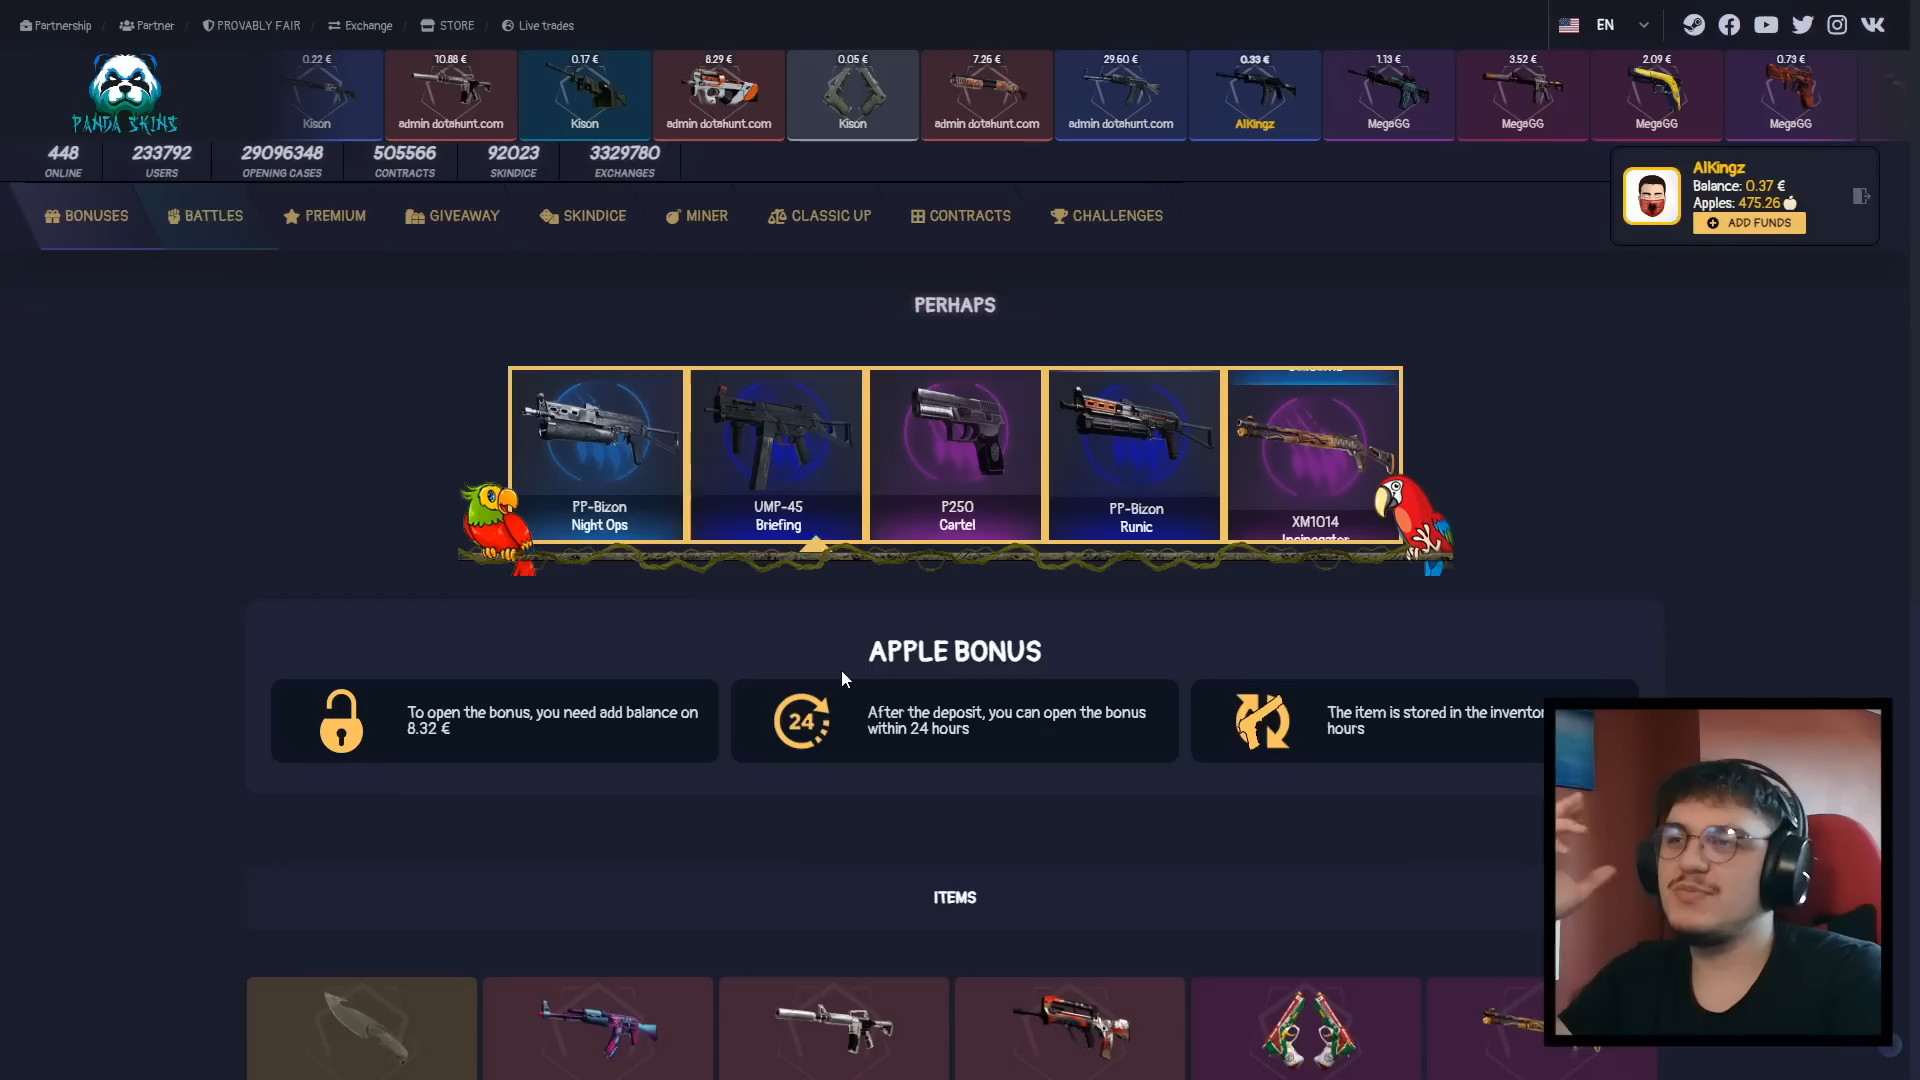 Partnership
Partner
PROVABLY FAIR
Exchange
STORE
Live trades
EN
PANDA SKINS
0.22 €
Kison
10.88 €
admin dotahunt.com
0.17 €
Kison
8.29 €
admin dotahunt.com
0.05 €
Kison
7.26 €
admin dotahunt.com
29.60 €
admin dotahunt.com
0.33 €
AlKingz
1.13 €
MegaGG
3.52 €
MegaGG
2.09 €
MegaGG
0.73 €
MegaGG
448
ONLINE
233792
USERS
29096348
OPENING CASES
505566
CONTRACTS
92023
SKINDICE
3329780
EXCHANGES
AlKingz
Balance: 0.37 €
Apples: 475.26
ADD FUNDS
BONUSES
BATTLES
PREMIUM
GIVEAWAY
SKINDICE
MINER
CLASSIC UP
CONTRACTS
CHALLENGES
PERHAPS
PP-Bizon
Night Ops
UMP-45
Briefing
P250
Cartel
PP-Bizon
Runic
XM1014
APPLE BONUS
To open the bonus, you need add balance on
8.32 €
24
After the deposit, you can open the bonus
within 24 hours
The item is stored in the inventor
hours
ITEMS